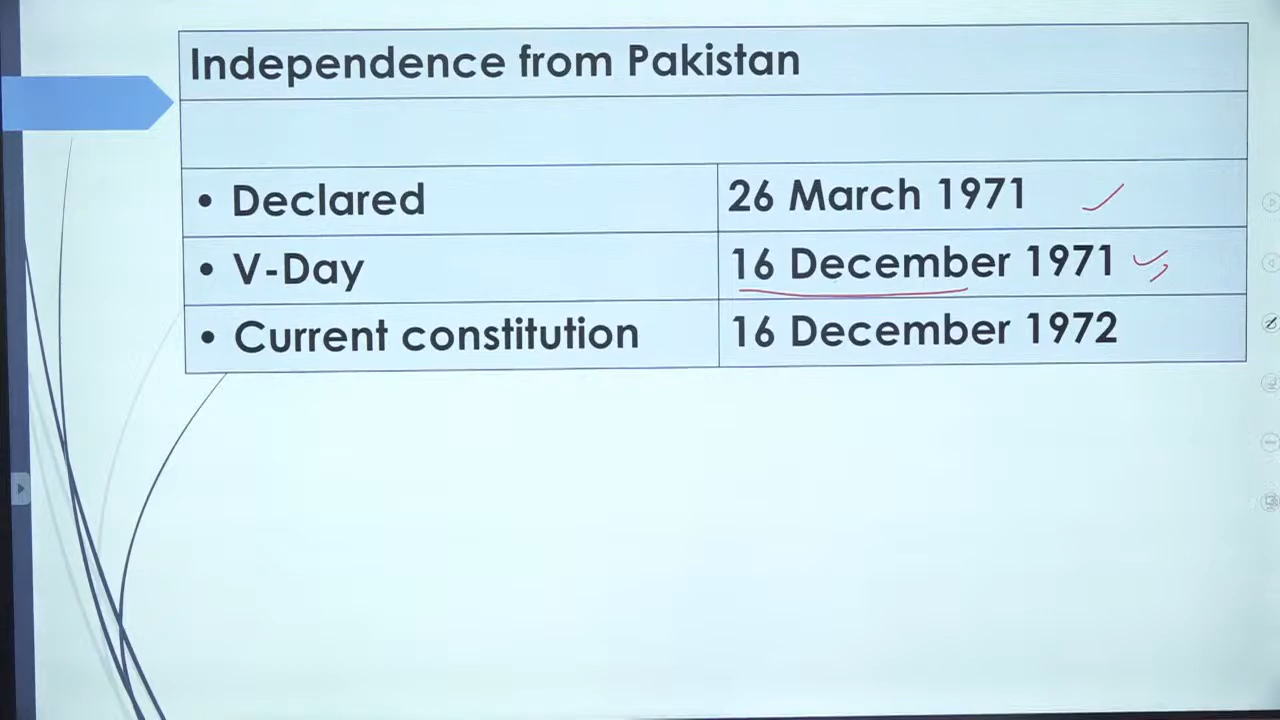 Independence from Pakistan
• Declared 26 March 1971
• V-Day 16 December 1971
• Current constitution 16 December 1972